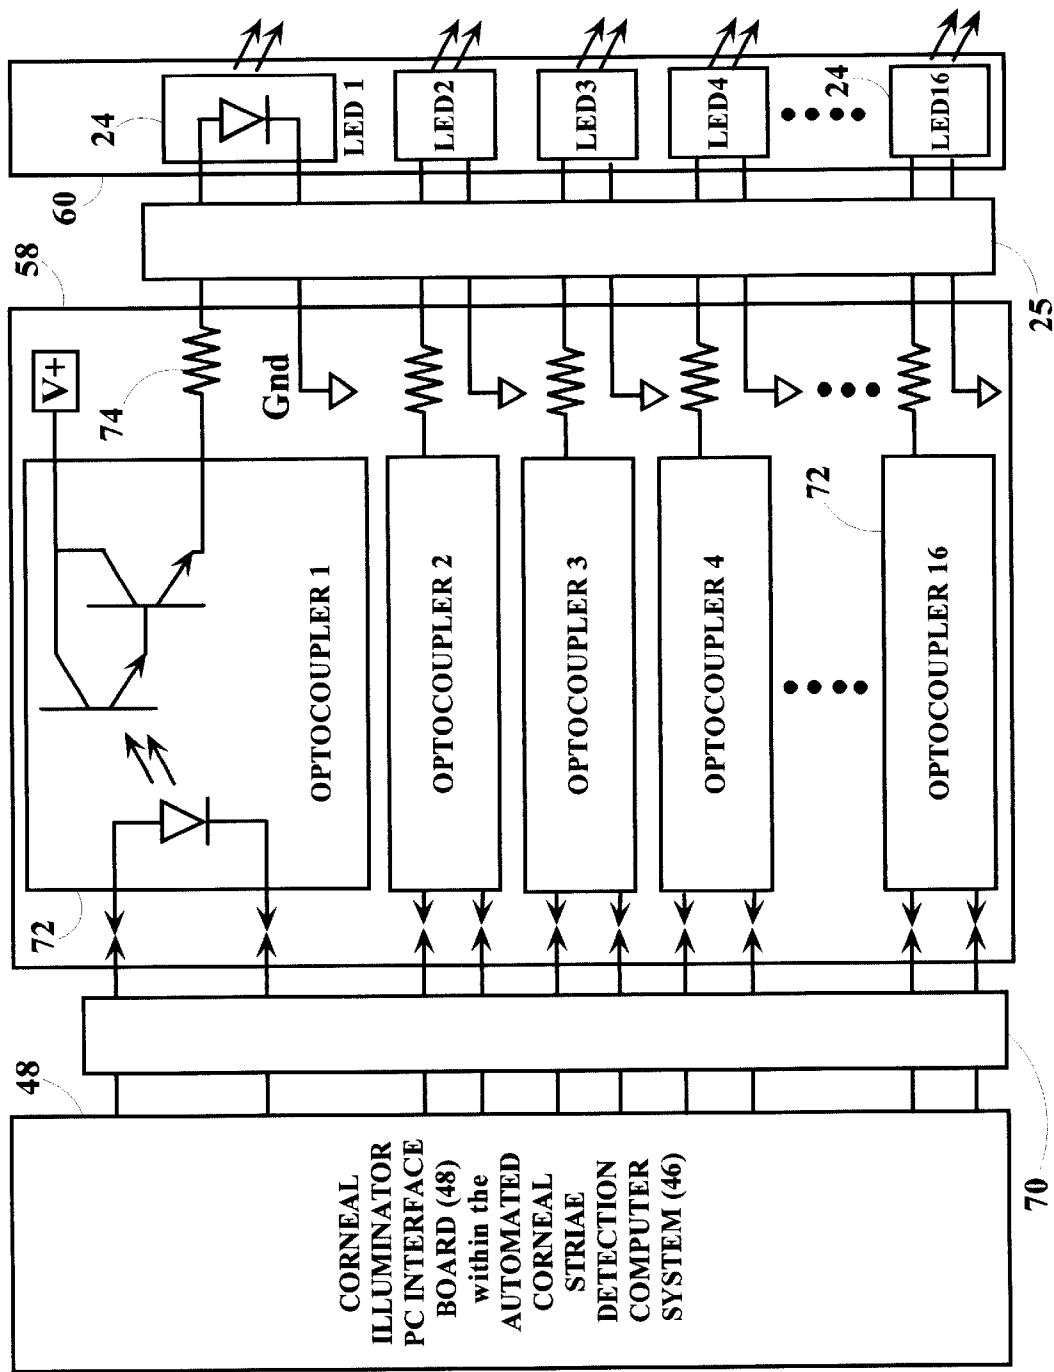 CORNEAL
ILLUMINATOR
PC INTERFACE
BOARD (48)
within the
AUTOMATED
CORNEAL
STRIAE
DETECTION
COMPUTER
SYSTEM (46)
48
70
58
72
OPTOCOUPLER 1
V+
74
Gnd
OPTOCOUPLER 2
OPTOCOUPLER 3
OPTOCOUPLER 4
72
OPTOCOUPLER 16
25
60
24
LED 1
LED2
LED3
LED4
24
LED16